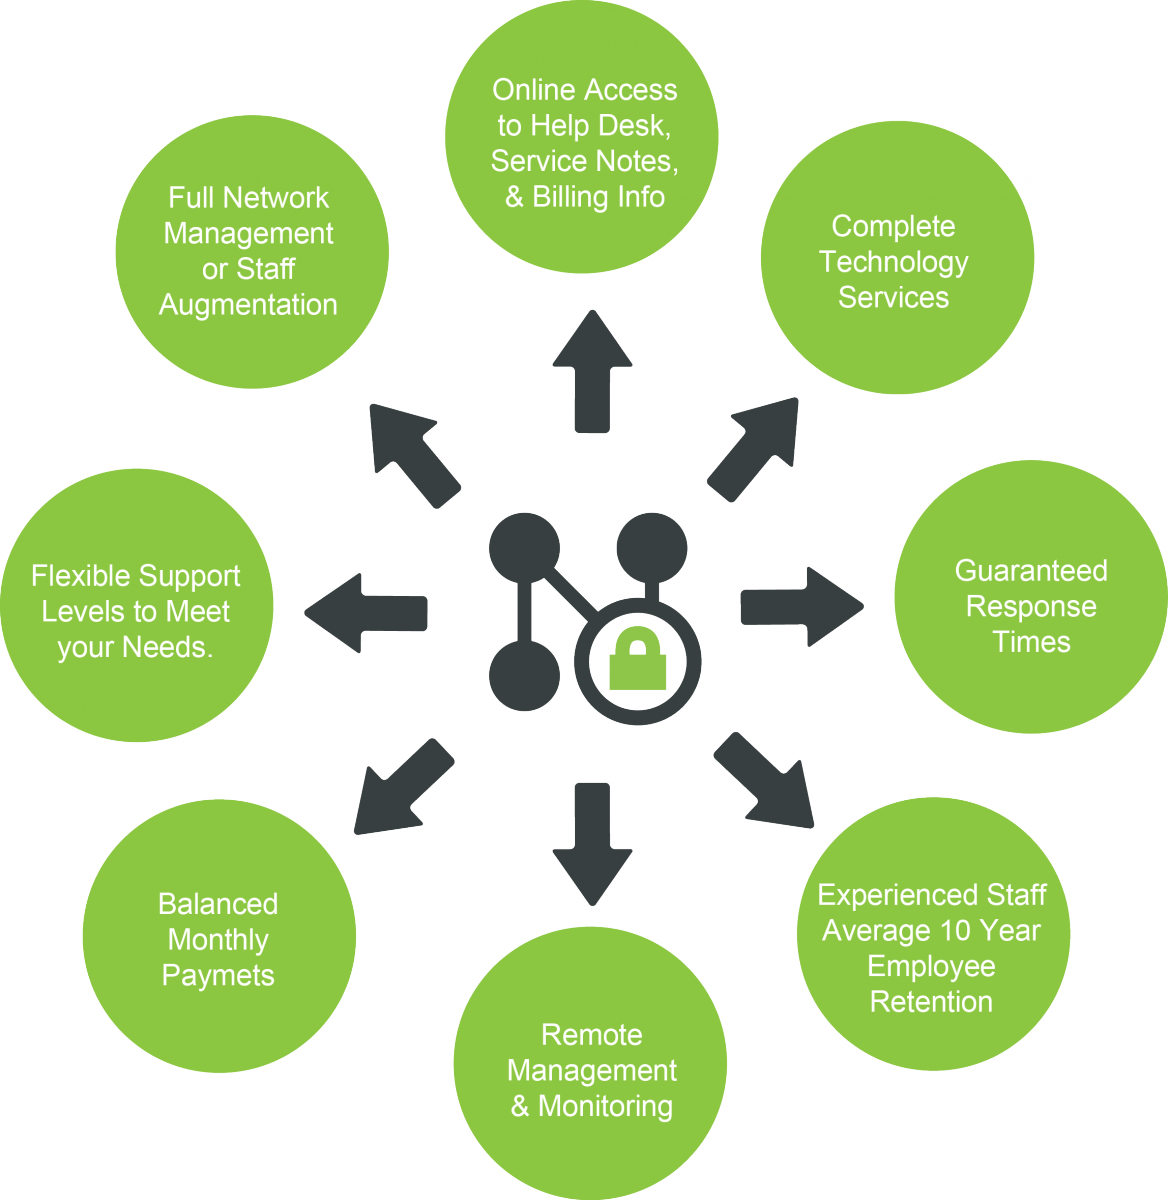 Online Access
to Help Desk,
Service Notes,
& Billing Info
Complete
Technology
Services
Guaranteed
Response
Times
Experienced Staff
Average 10 Year
Employee
Retention
Remote
Management
& Monitoring
Balanced
Monthly
Paymets
Flexible Support
Levels to Meet
your Needs.
Full Network
Management
or Staff
Augmentation